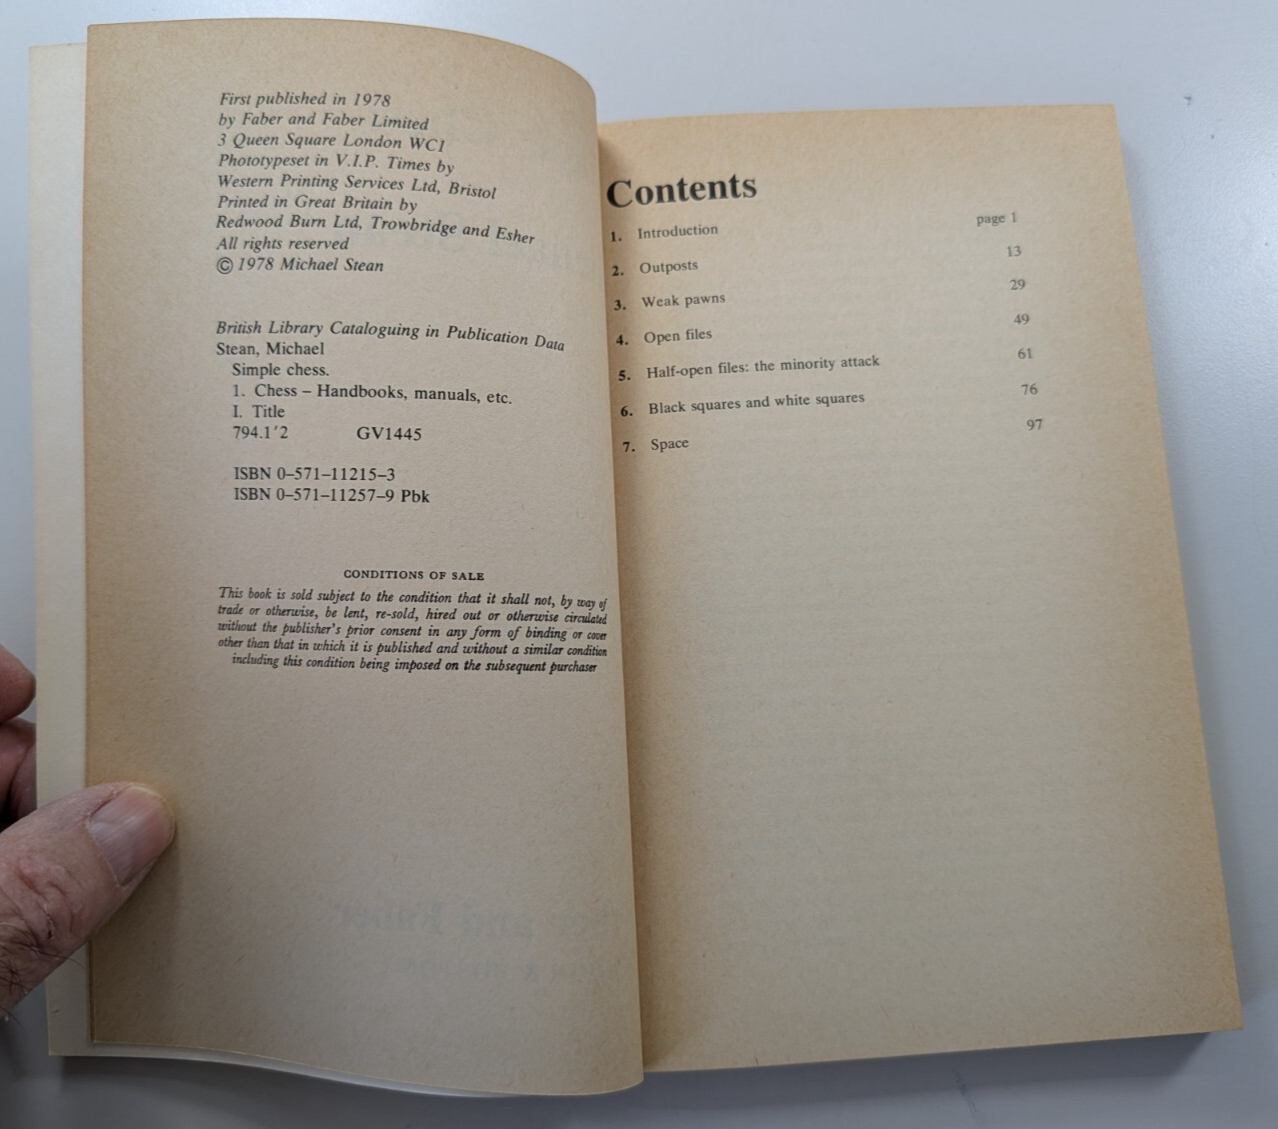 First published in 1978
by Faber and Faber Limited
3 Queen Square London WC1
Phototypeset in V.I.P. Times by
Western Printing Services Ltd, Bristol
Printed in Great Britain by
Redwood Burn Ltd, Trowbridge and Esher
All rights reserved
© 1978 Michael Stean
British Library Cataloguing in Publication Data
Stean, Michael
Simple chess.
1. Chess – Handbooks, manuals, etc.
I. Title
794.1'2 GV1445
ISBN 0–571–11215–3
ISBN 0–571–11257–9 Pbk
CONDITIONS OF SALE
This book is sold subject to the condition that it shall not, by way of
trade or otherwise, be lent, re-sold, hired out or otherwise circulated
without the publisher's prior consent in any form of binding or cover
other than that in which it is published and without a similar condition
including this condition being imposed on the subsequent purchaser
Contents
1. Introduction page 1
2. Outposts 13
3. Weak pawns 29
4. Open files 49
5. Half-open files: the minority attack 61
6. Black squares and white squares 76
7. Space 97